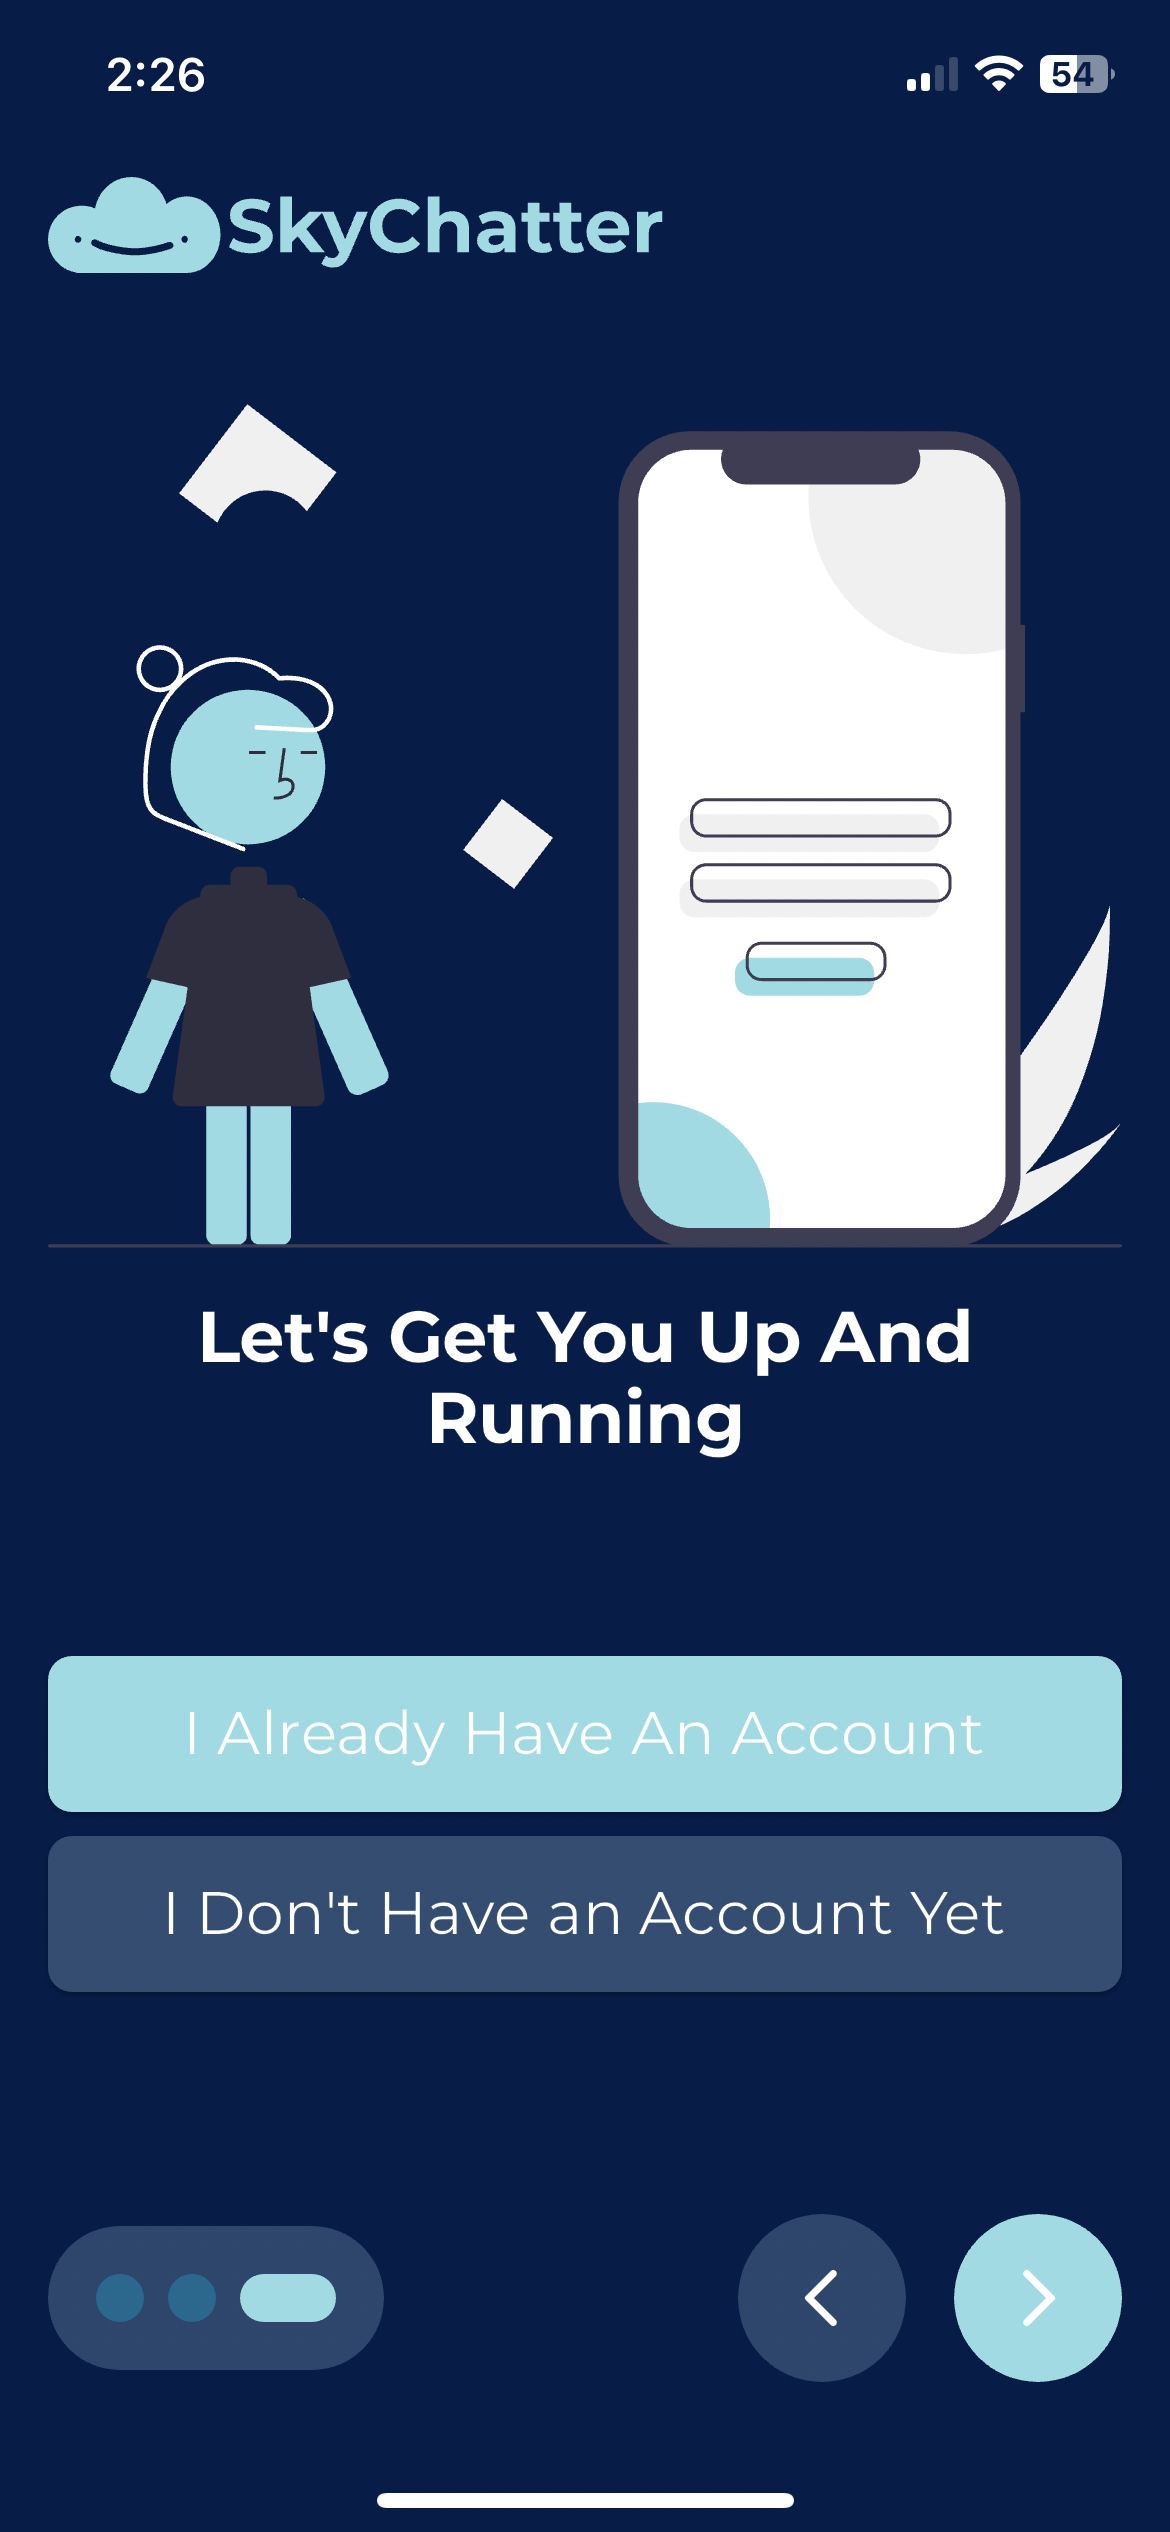 2:26
54
SkyChatter
Let's Get You Up And
Running
I Already Have An Account
I Don't Have an Account Yet